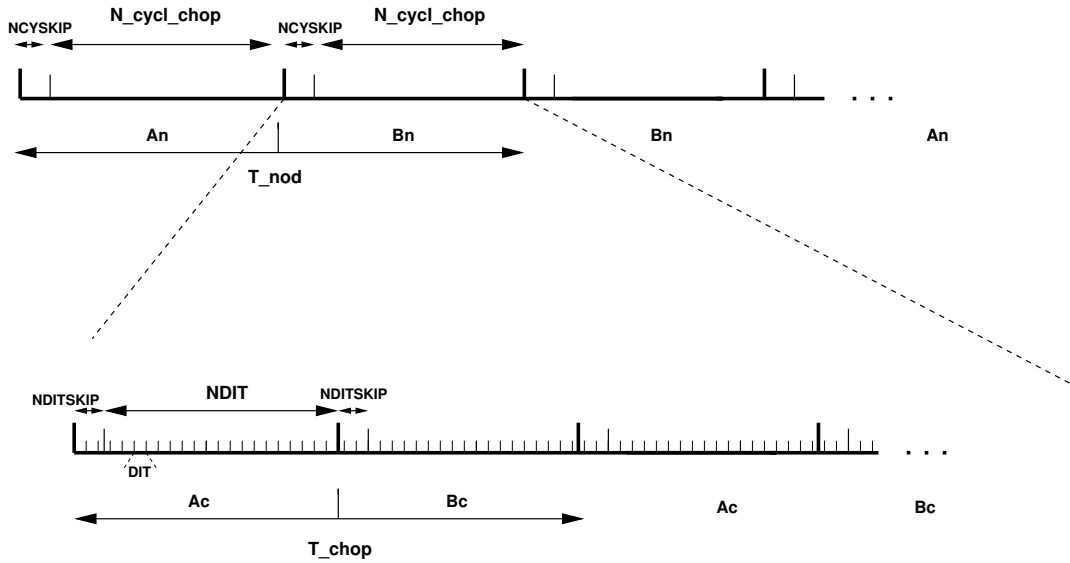 N_cycl_chop N_cycl_chop
NCYSKIP NCYSKIP
. . .
An Bn Bn An
T_nod
NDITSKIP NDIT NDITSKIP
. . .
DIT
Ac Bc Ac Bc
T_chop